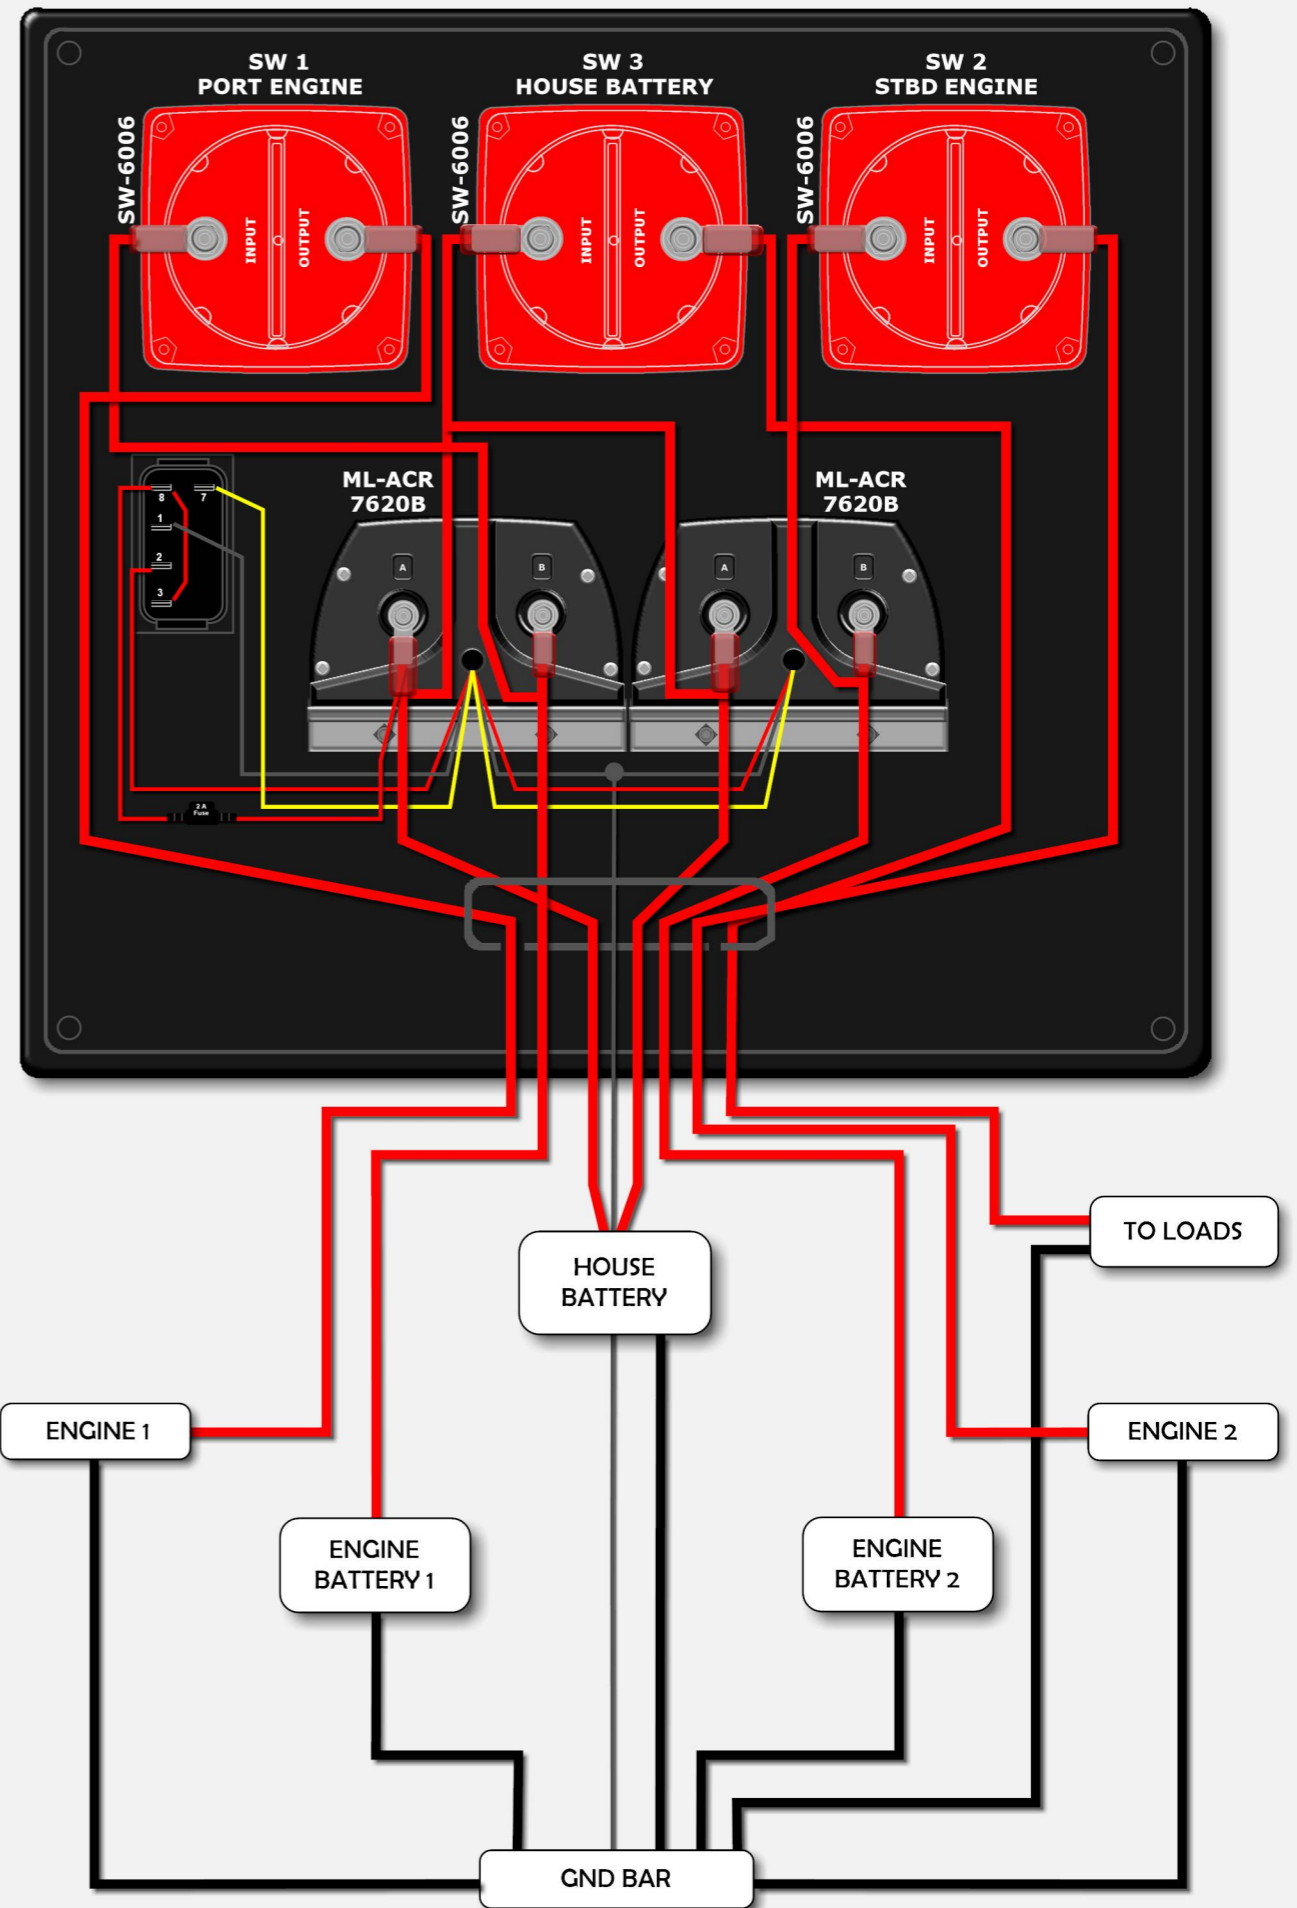 SW 1
PORT ENGINE
SW 3
HOUSE BATTERY
SW 2
STBD ENGINE
SW-6006
INPUT
OUTPUT
SW-6006
INPUT
OUTPUT
SW-6006
INPUT
OUTPUT
8
7
1
2
3
ML-ACR
7620B
ML-ACR
7620B
A
B
A
B
2 A
Fuse
TO LOADS
HOUSE
BATTERY
ENGINE 1
ENGINE 2
ENGINE
BATTERY 1
ENGINE
BATTERY 2
GND BAR